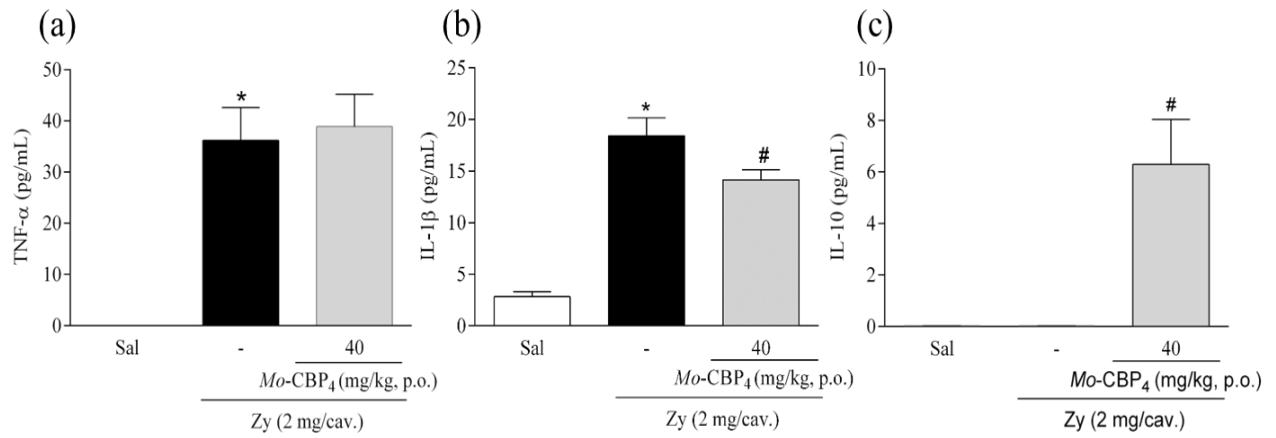 (a)
TNF-α (pg/mL)
50
40
30
20
10
0
*
Sal
-
40
Mo-CBP₄ (mg/kg, p.o.)
Zy (2 mg/cav.)
(b)
IL-1β (pg/mL)
25
20
15
10
5
0
*
#
Sal
-
40
Mo-CBP₄ (mg/kg, p.o.)
Zy (2 mg/cav.)
(c)
IL-10 (pg/mL)
10
8
6
4
2
0
#
Sal
-
40
Mo-CBP₄ (mg/kg, p.o.)
Zy (2 mg/cav.)